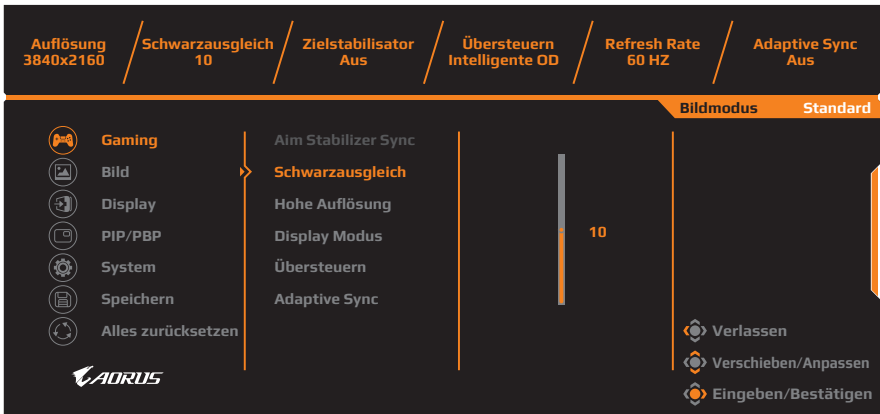 Auflösung
3840x2160
Schwarzausgleich
10
Zielstabilisator
Aus
Übersteuern
Intelligente OD
Refresh Rate
60 HZ
Adaptive Sync
Aus
Bildmodus Standard
Gaming
Bild
Display
PIP/PBP
System
Speichern
Alles zurücksetzen
Aim Stabilizer Sync
Schwarzausgleich
Hohe Auflösung
Display Modus
Übersteuern
Adaptive Sync
10
Verlassen
Verschieben/Anpassen
Eingeben/Bestätigen
AORUS